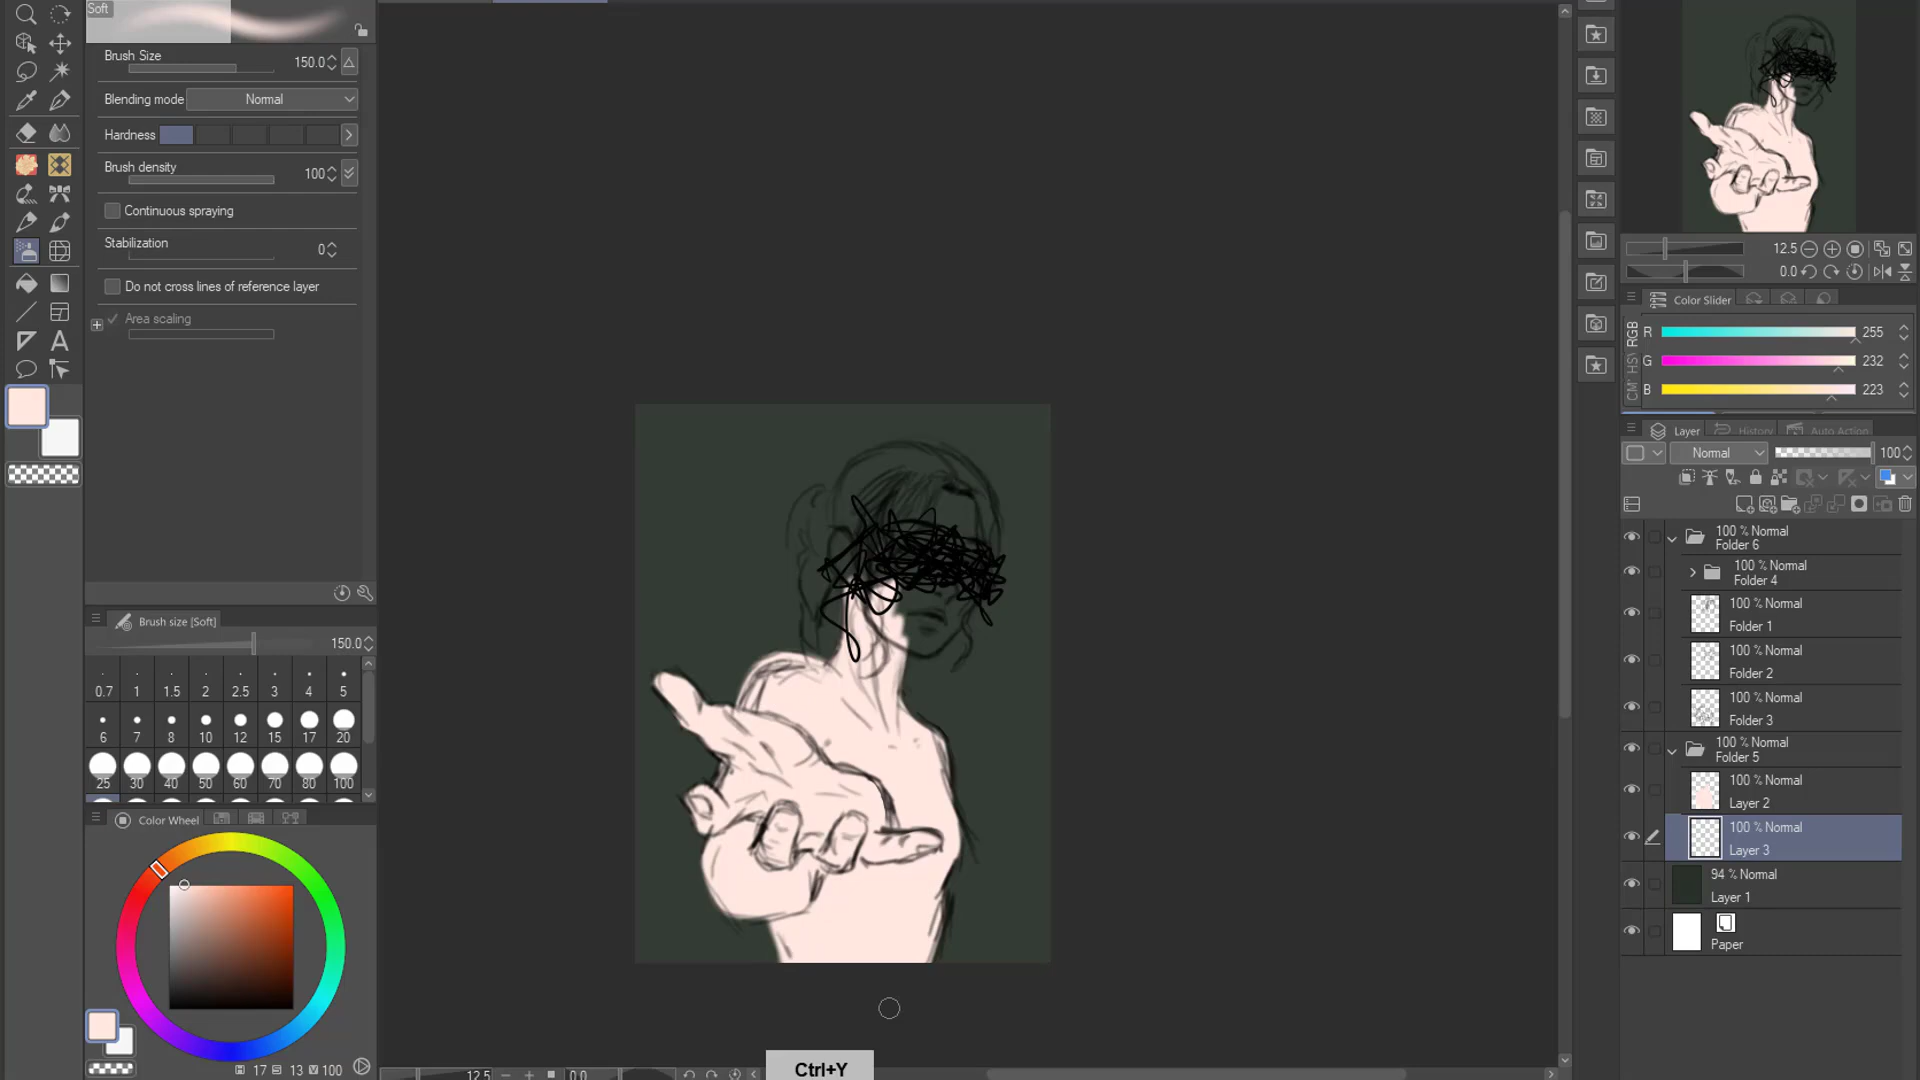 Soft
Brush Size 150.0
Blending mode Normal
Hardness
Brush density 100
Continuous spraying
Stabilization 0
Do not cross lines of reference layer
Area scaling
Brush size [Soft]
150.0
0.7 1 1.5 2 2.5 3 4 5
6 7 8 10 12 15 17 20
25 30 40 50 60 70 80 100
Color Wheel
H 17 S 13 V 100
12.5 0.0
Ctrl+Y
12.5
0.0
Color Slider
RGB
HS
CM
R 255
G 232
B 223
Layer History Auto Action
Normal 100
100 % Normal
Folder 6
100 % Normal
Folder 4
100 % Normal
Folder 1
100 % Normal
Folder 2
100 % Normal
Folder 3
100 % Normal
Folder 5
100 % Normal
Layer 2
100 % Normal
Layer 3
94 % Normal
Layer 1
Paper